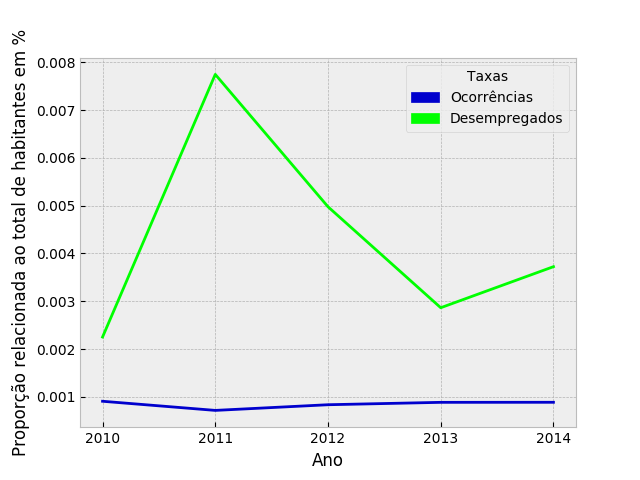 Proporção relacionada ao total de habitantes em %
0.008
0.007
0.006
0.005
0.004
0.003
0.002
0.001
Taxas
Ocorrências
Desempregados
2010 2011 2012 2013 2014
Ano